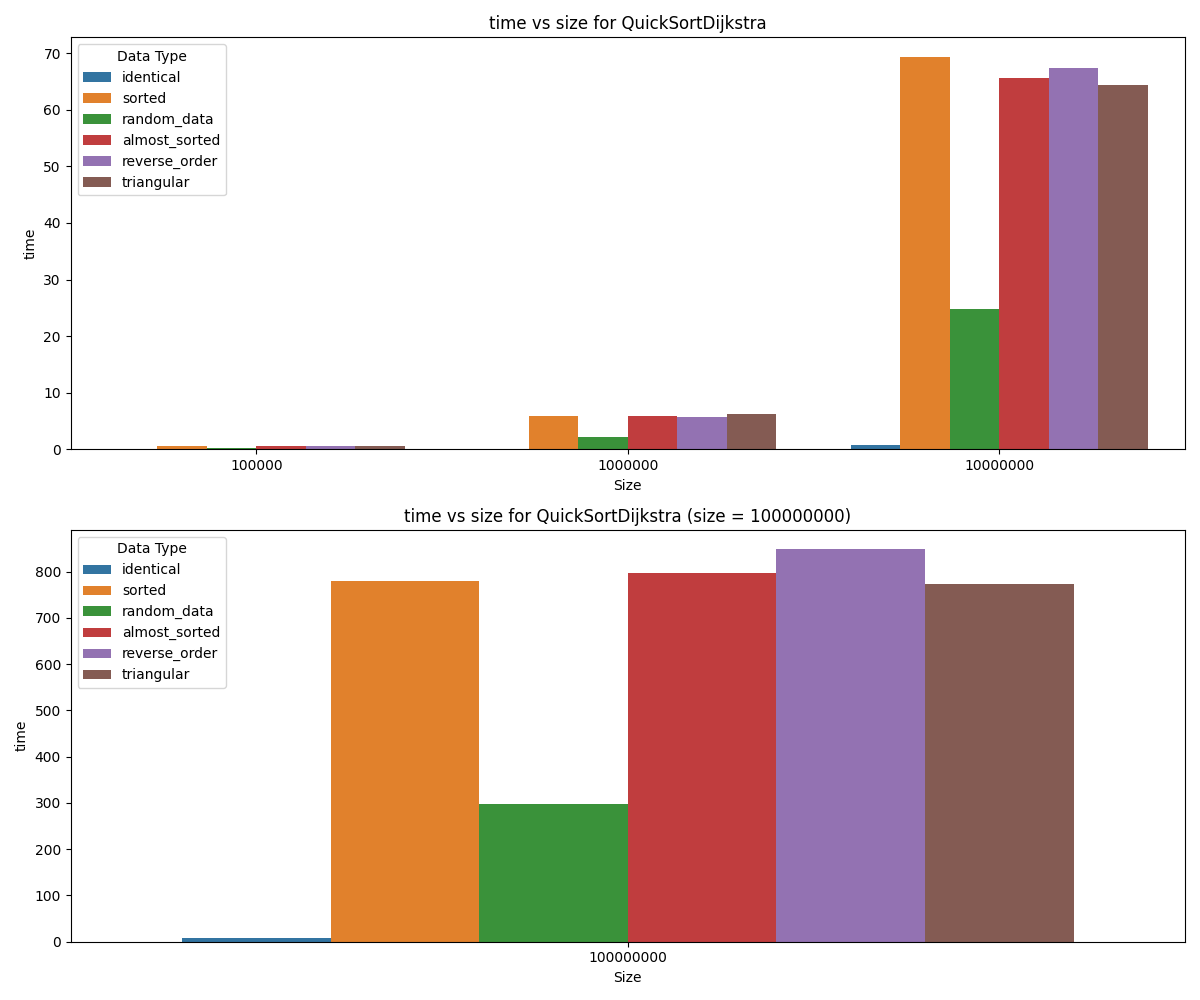 time vs size for QuickSortDijkstra
Data Type
identical
sorted
random_data
almost_sorted
reverse_order
triangular
time
70
60
50
40
30
20
10
0
100000
1000000
10000000
Size
time vs size for QuickSortDijkstra (size = 100000000)
Data Type
identical
sorted
random_data
almost_sorted
reverse_order
triangular
time
800
700
600
500
400
300
200
100
0
100000000
Size